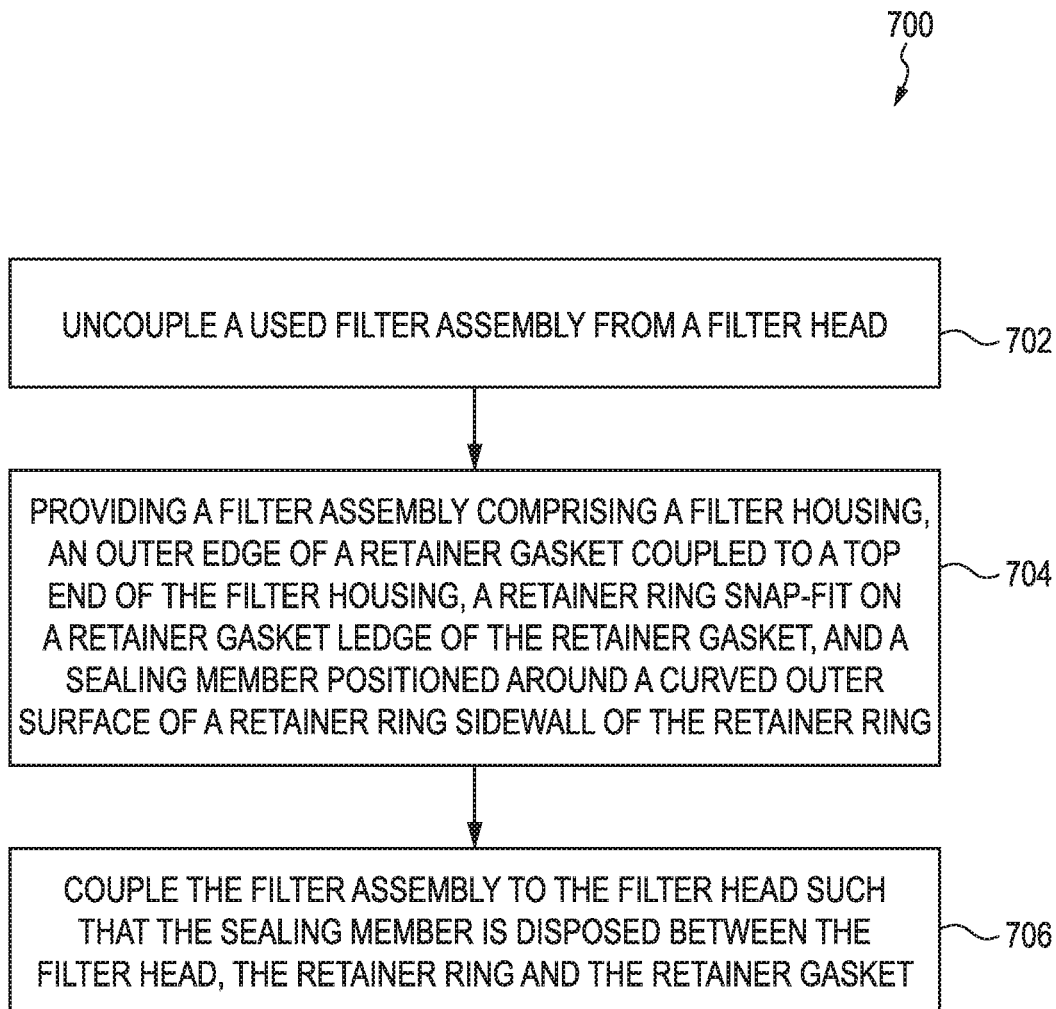 700
UNCOUPLE A USED FILTER ASSEMBLY FROM A FILTER HEAD
702
PROVIDING A FILTER ASSEMBLY COMPRISING A FILTER HOUSING,
AN OUTER EDGE OF A RETAINER GASKET COUPLED TO A TOP
END OF THE FILTER HOUSING, A RETAINER RING SNAP-FIT ON
A RETAINER GASKET LEDGE OF THE RETAINER GASKET, AND A
SEALING MEMBER POSITIONED AROUND A CURVED OUTER
SURFACE OF A RETAINER RING SIDEWALL OF THE RETAINER RING
704
COUPLE THE FILTER ASSEMBLY TO THE FILTER HEAD SUCH
THAT THE SEALING MEMBER IS DISPOSED BETWEEN THE
FILTER HEAD, THE RETAINER RING AND THE RETAINER GASKET
706